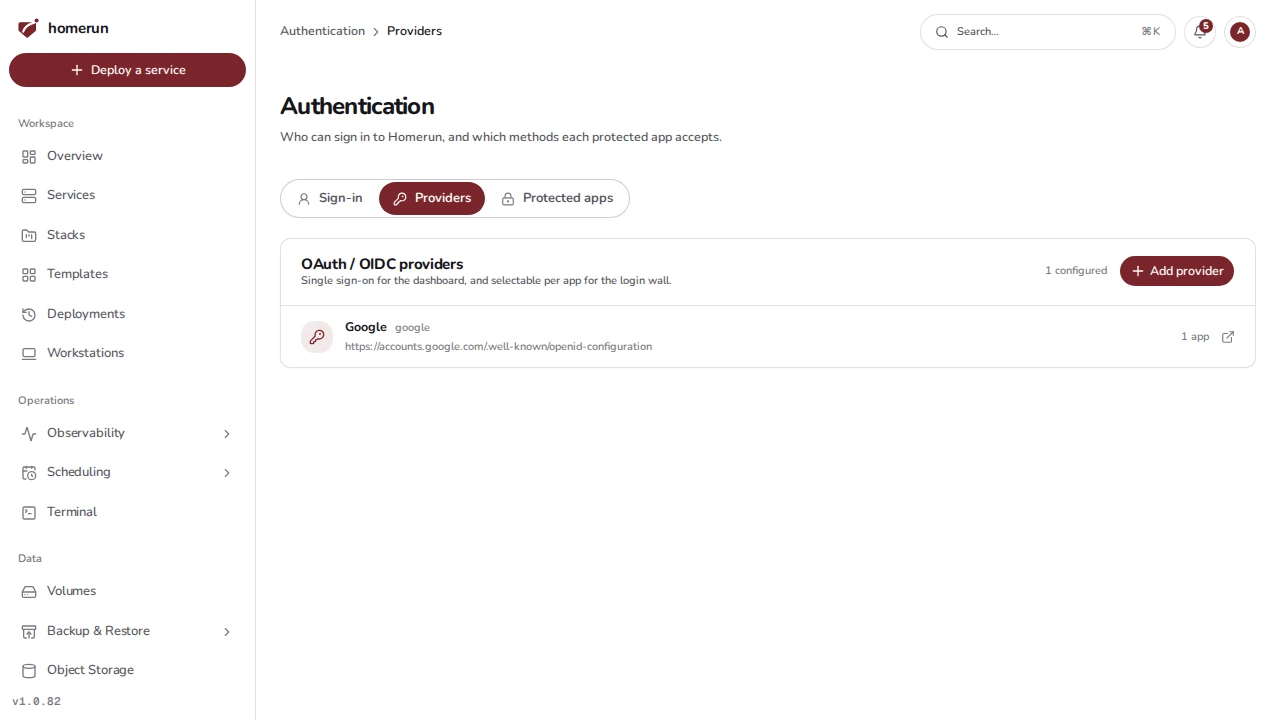 homerun
Authentication
Providers
Search...
⌘K
5
A
Deploy a service
Workspace
Overview
Services
Stacks
Templates
Deployments
Workstations
Operations
Observability
Scheduling
Terminal
Data
Volumes
Backup & Restore
Object Storage
v1.0.82
Authentication
Who can sign in to Homerun, and which methods each protected app accepts.
Sign-in
Providers
Protected apps
OAuth / OIDC providers
Single sign-on for the dashboard, and selectable per app for the login wall.
1 configured
Add provider
Google google
https://accounts.google.com/.well-known/openid-configuration
1 app